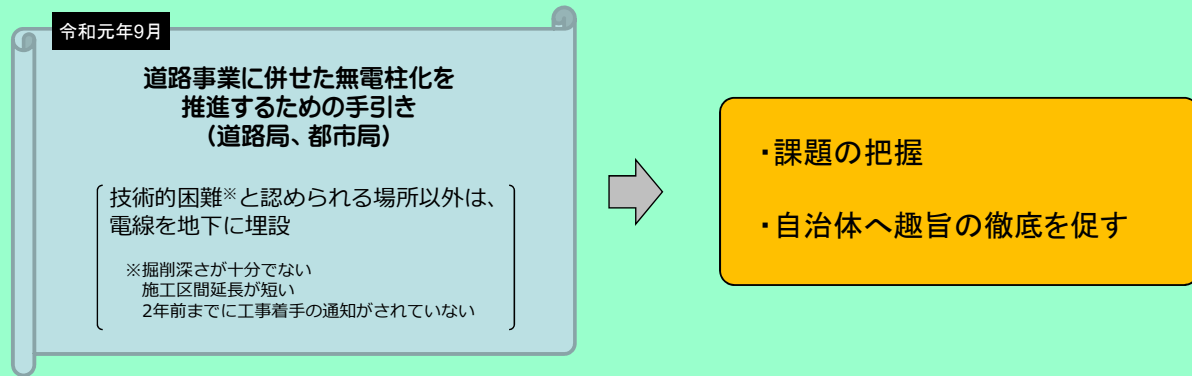 令和元年9月
道路事業に併せた無電柱化を
推進するための手引き
(道路局、都市局)
技術的困難※と認められる場所以外は、
電線を地下に埋設
※掘削深さが十分でない
施工区間延長が短い
2年前までに工事着手の通知がされていない
・課題の把握
・自治体へ趣旨の徹底を促す